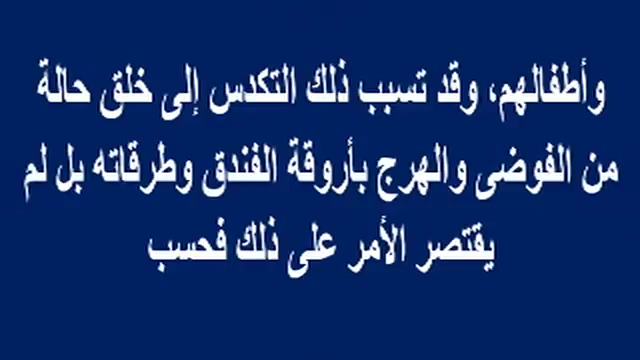 وأطفالهم، وقد تسبب ذلك التكدس إلى خلق حالة
من الفوضى والهرج بأروقة الفندق وطرقاته بل لم
يقتصر الأمر على ذلك فحسب